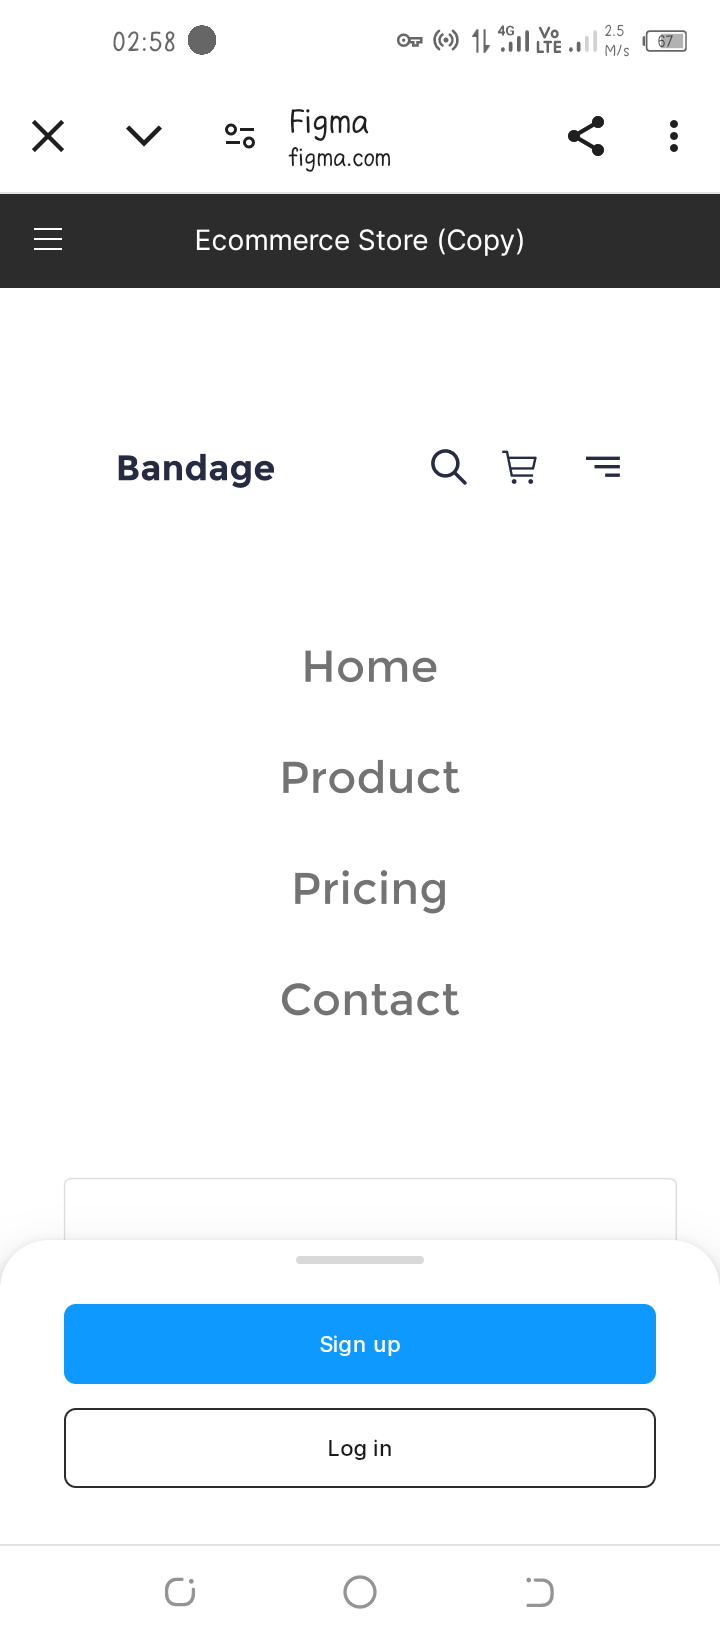 02:58
4G
Vo
LTE
2.5
M/s
67
Figma
figma.com
Ecommerce Store (Copy)
Bandage
Home
Product
Pricing
Contact
Sign up
Log in